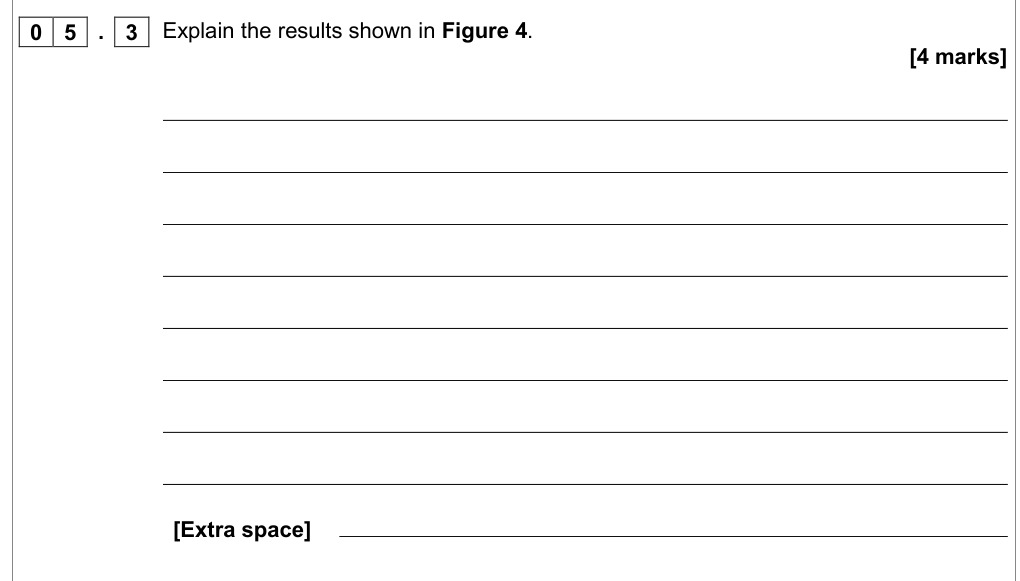 0 5 . 3 Explain the results shown in Figure 4.
[4 marks]
[Extra space]